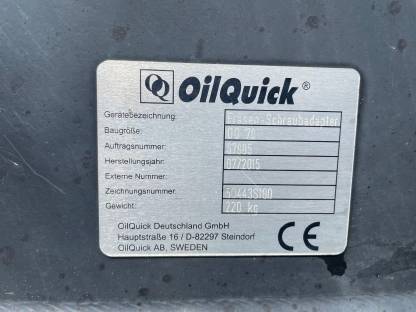 OilQuick ®
Gerätebezeichnung:
Baugröße: OQ 70
Auftragsnummer:
Herstellungsjahr: 07/2015
Externe Nummer:
Zeichnungsnummer:
Gewicht: 220 kg
OilQuick Deutschland GmbH
Hauptstraße 16 / D-82297 Steindorf
OilQuick AB, SWEDEN
CE